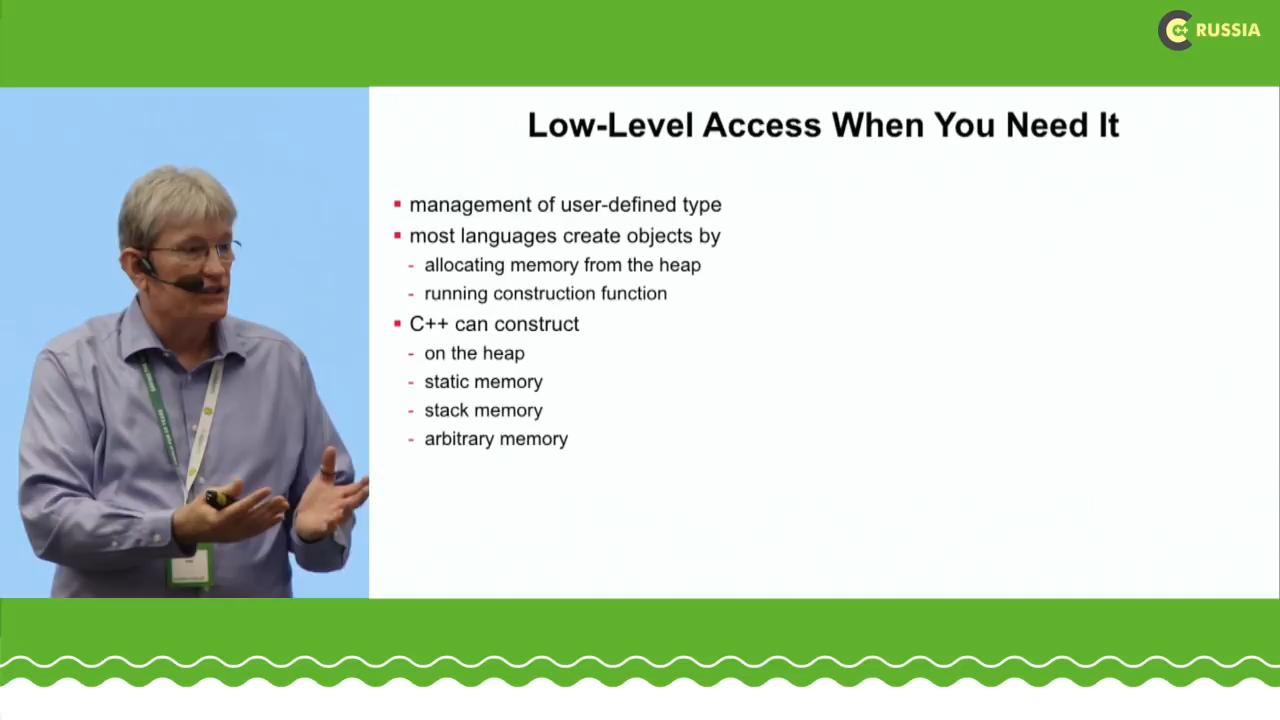 C++ RUSSIA
Low-Level Access When You Need It
▪ management of user-defined type
▪ most languages create objects by
- allocating memory from the heap
- running construction function
▪ C++ can construct
- on the heap
- static memory
- stack memory
- arbitrary memory